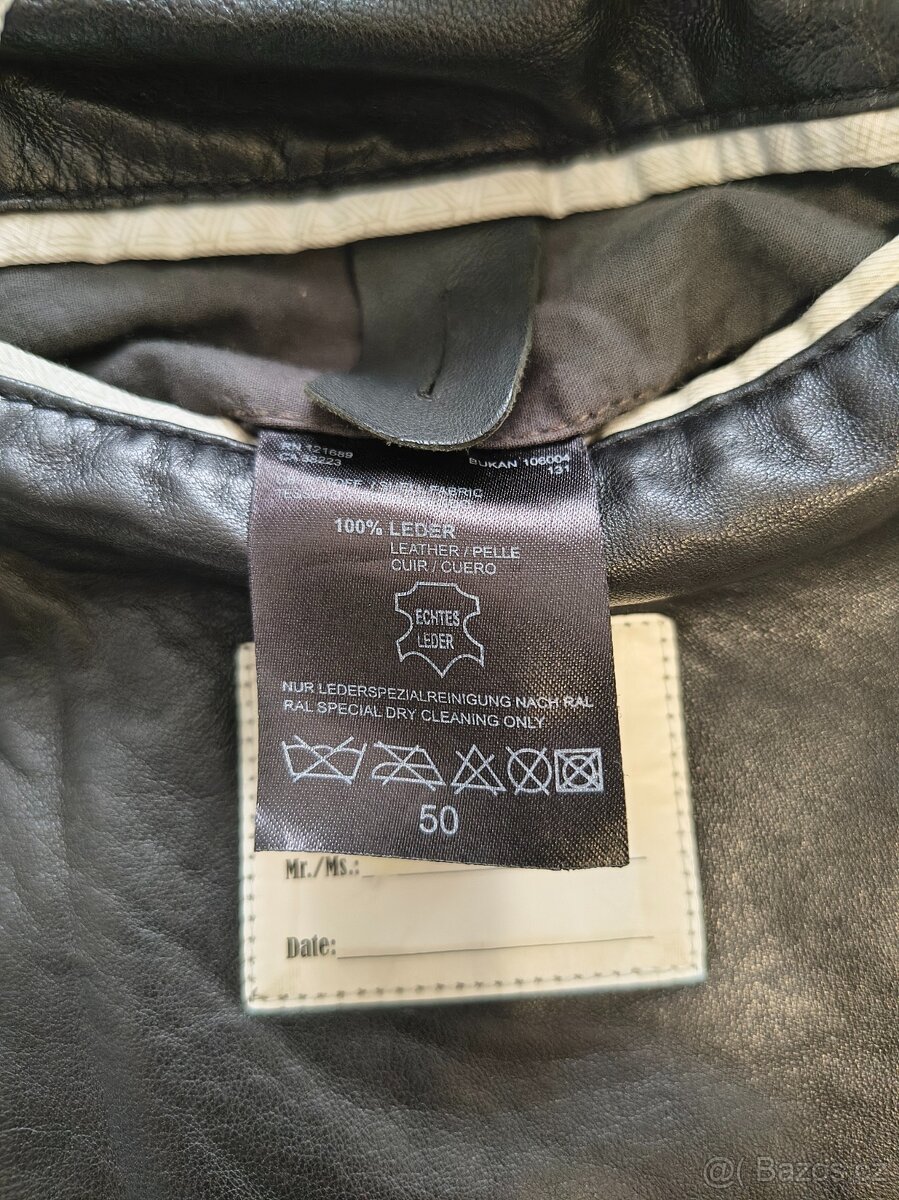 BUKAN 106004
131
100% LEDER
LEATHER / PELLE
CUIR / CUERO
ECHTES
LEDER
NUR LEDERSPEZIALREINIGUNG NACH RAL
RAL SPECIAL DRY CLEANING ONLY
50
Mr./Ms.:
Date:
Bazos.cz